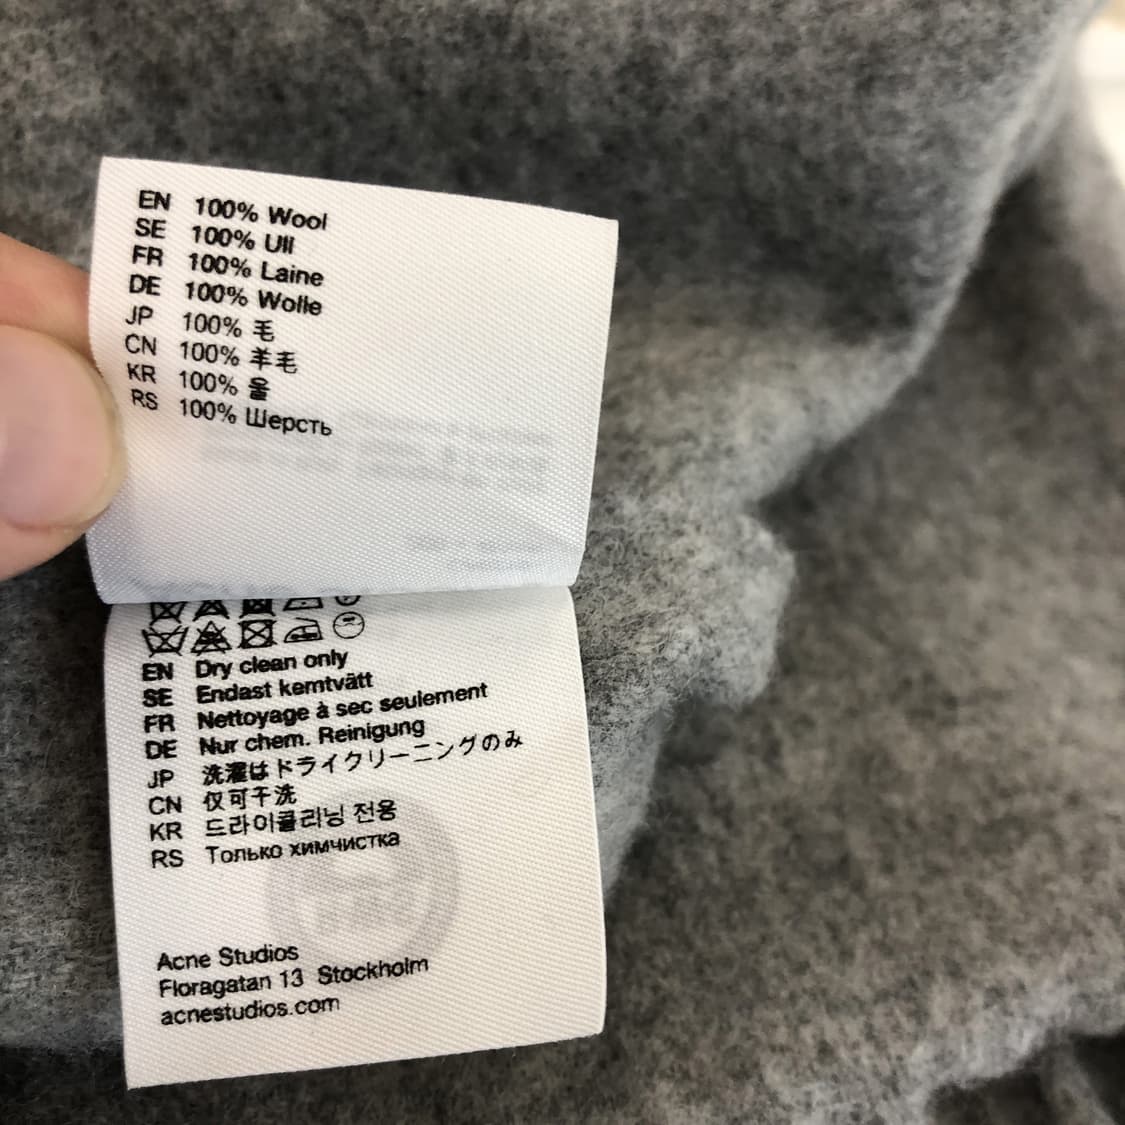 EN 100% Wool
SE 100% Ull
FR 100% Laine
DE 100% Wolle
JP 100% 毛
CN 100% 羊毛
KR 100% 울
RS 100% Шерсть
EN Dry clean only
SE Endast kemtvätt
FR Nettoyage à sec seulement
DE Nur chem. Reinigung
JP 洗濯はドライクリーニングのみ
CN 仅可干洗
KR 드라이클리닝 전용
RS Только химчистка
Acne Studios
Floragatan 13 Stockholm
acnestudios.com